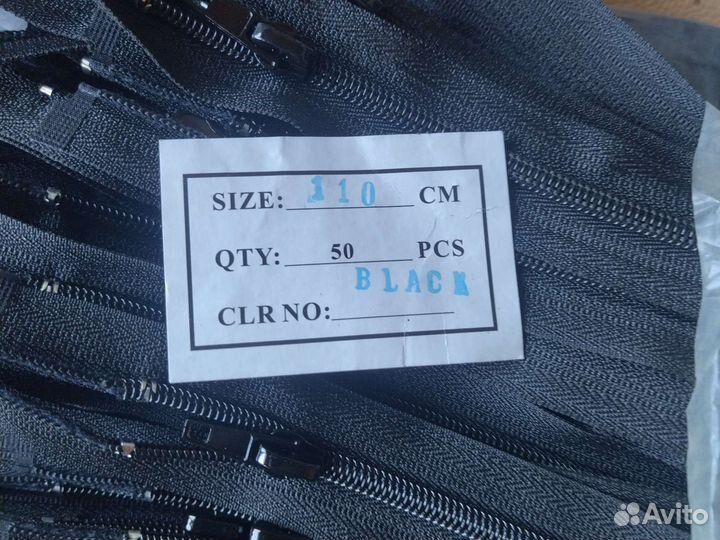 SIZE: 110 CM
QTY: 50 PCS
BLACK
CLR NO:
Avito